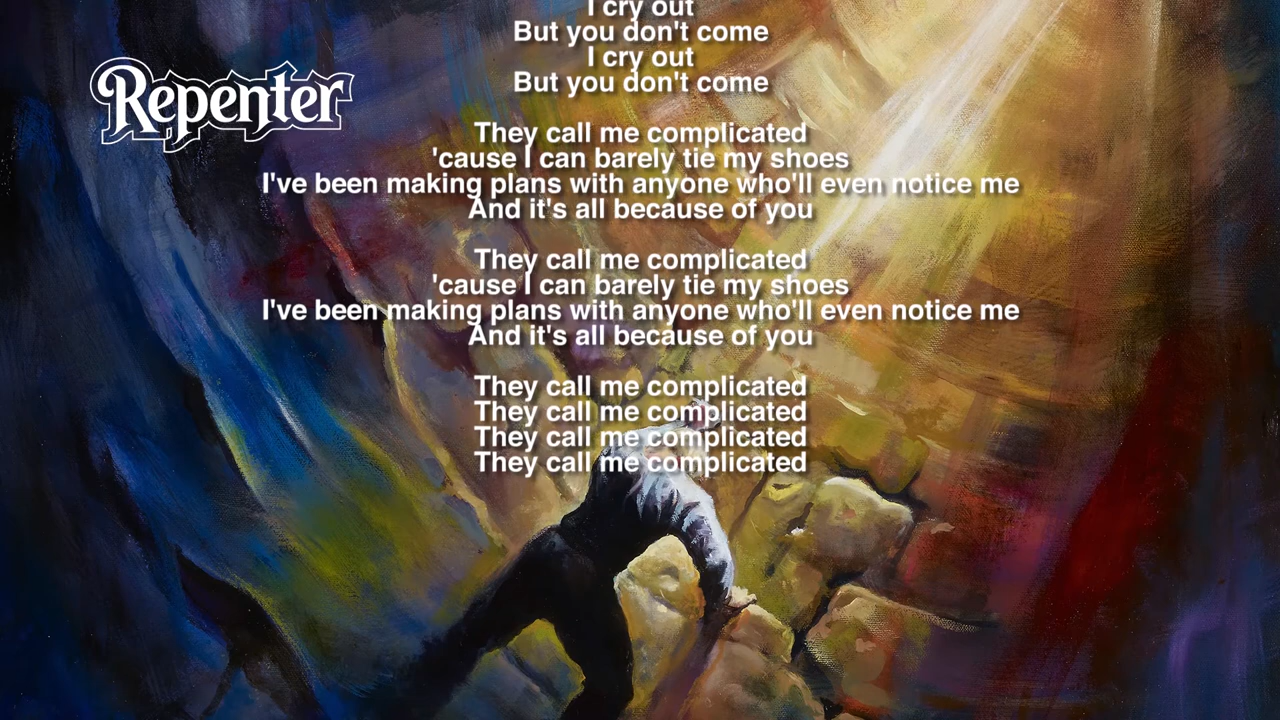 I cry out
But you don't come
I cry out
But you don't come
Repenter
They call me complicated
'cause I can barely tie my shoes
I've been making plans with anyone who'll even notice me
And it's all because of you
They call me complicated
'cause I can barely tie my shoes
I've been making plans with anyone who'll even notice me
And it's all because of you
They call me complicated
They call me complicated
They call me complicated
They call me complicated